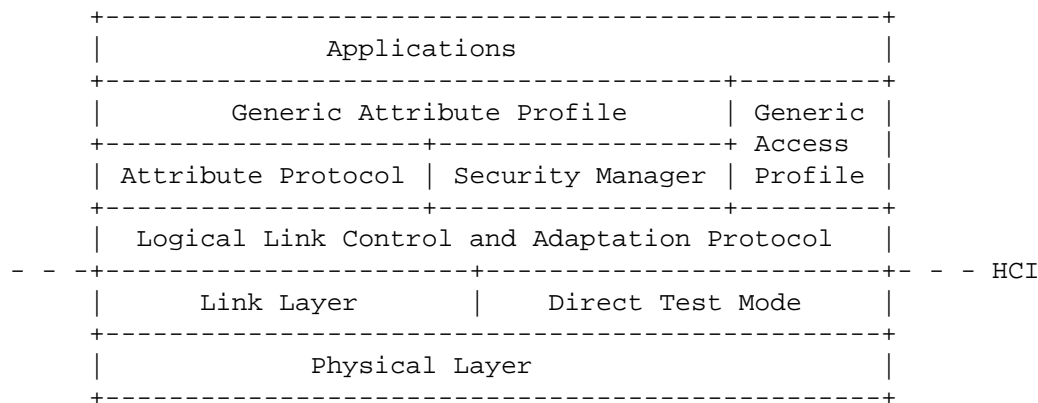 Applications
Generic Attribute Profile | Generic
Access
Attribute Protocol | Security Manager | Profile
Logical Link Control and Adaptation Protocol
- - - HCI
Link Layer | Direct Test Mode
Physical Layer